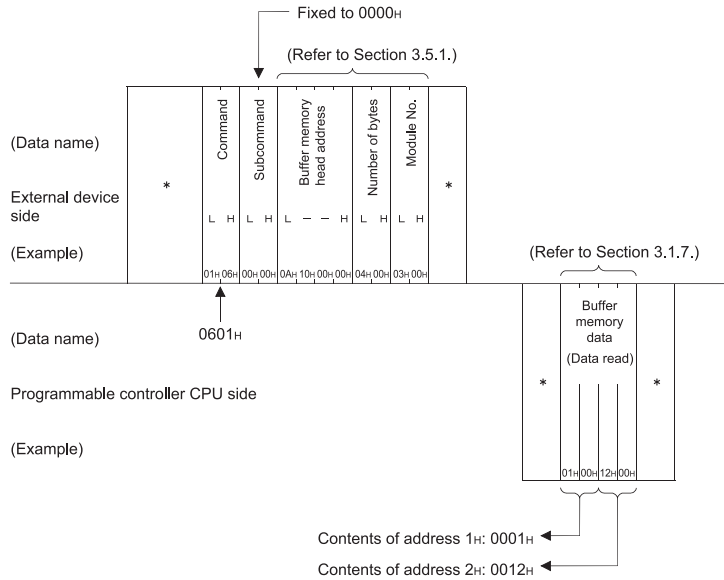 Fixed to 0000H
(Refer to Section 3.5.1.)
(Data name)
External device
side
(Example)
*
Command
Subcommand
Buffer memory
head address
Number of bytes
Module No.
*
L H L H L – – H L H L H
01H 06H 00H 00H 0AH 10H 00H 00H 04H 00H 03H 00H
0601H
(Refer to Section 3.1.7.)
(Data name)
Programmable controller CPU side
(Example)
*
Buffer
memory
data
(Data read)
*
01H 00H 12H 00H
Contents of address 1H: 0001H
Contents of address 2H: 0012H